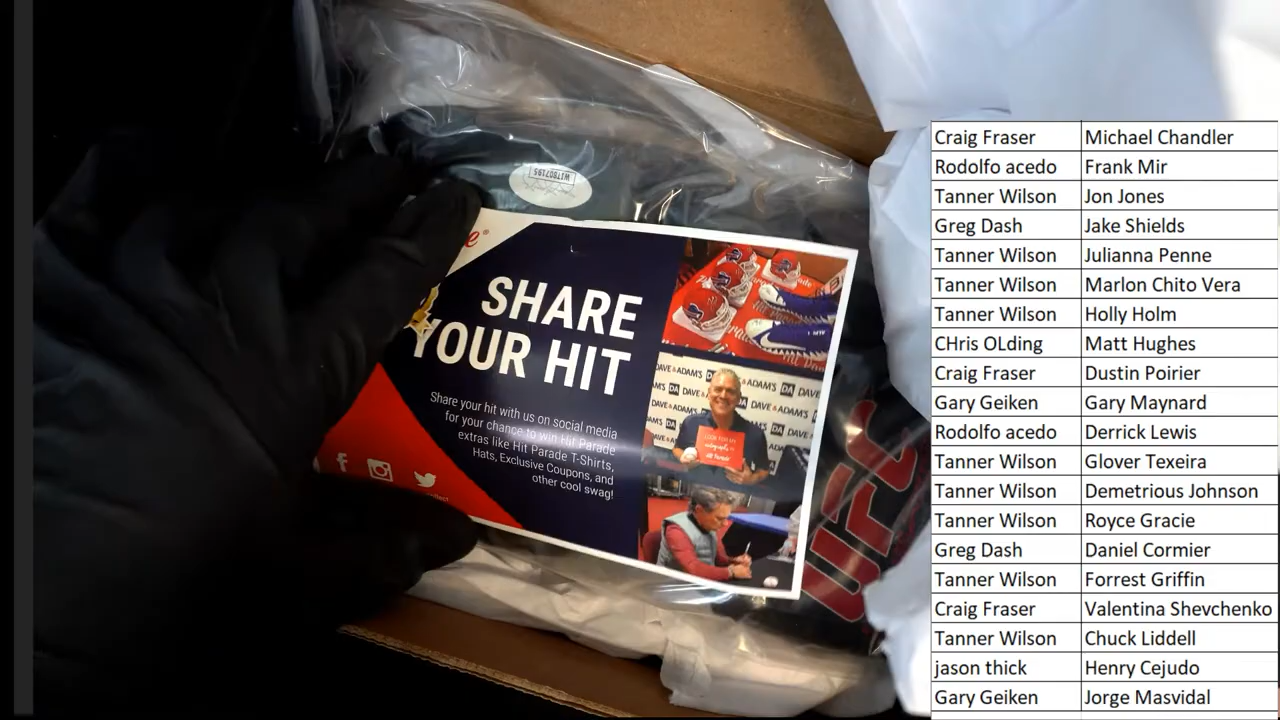 WIT807195
e®
SHARE
YOUR HIT
Share your hit with us on social media
for your chance to win Hit Parade
extras like Hit Parade T-Shirts,
Hats, Exclusive Coupons, and
other cool swag!
DAVE & ADAM'S DA
UFC
Craig Fraser Michael Chandler
Rodolfo acedo Frank Mir
Tanner Wilson Jon Jones
Greg Dash Jake Shields
Tanner Wilson Julianna Penne
Tanner Wilson Marlon Chito Vera
Tanner Wilson Holly Holm
CHris OLding Matt Hughes
Craig Fraser Dustin Poirier
Gary Geiken Gary Maynard
Rodolfo acedo Derrick Lewis
Tanner Wilson Glover Texeira
Tanner Wilson Demetrious Johnson
Tanner Wilson Royce Gracie
Greg Dash Daniel Cormier
Tanner Wilson Forrest Griffin
Craig Fraser Valentina Shevchenko
Tanner Wilson Chuck Liddell
jason thick Henry Cejudo
Gary Geiken Jorge Masvidal